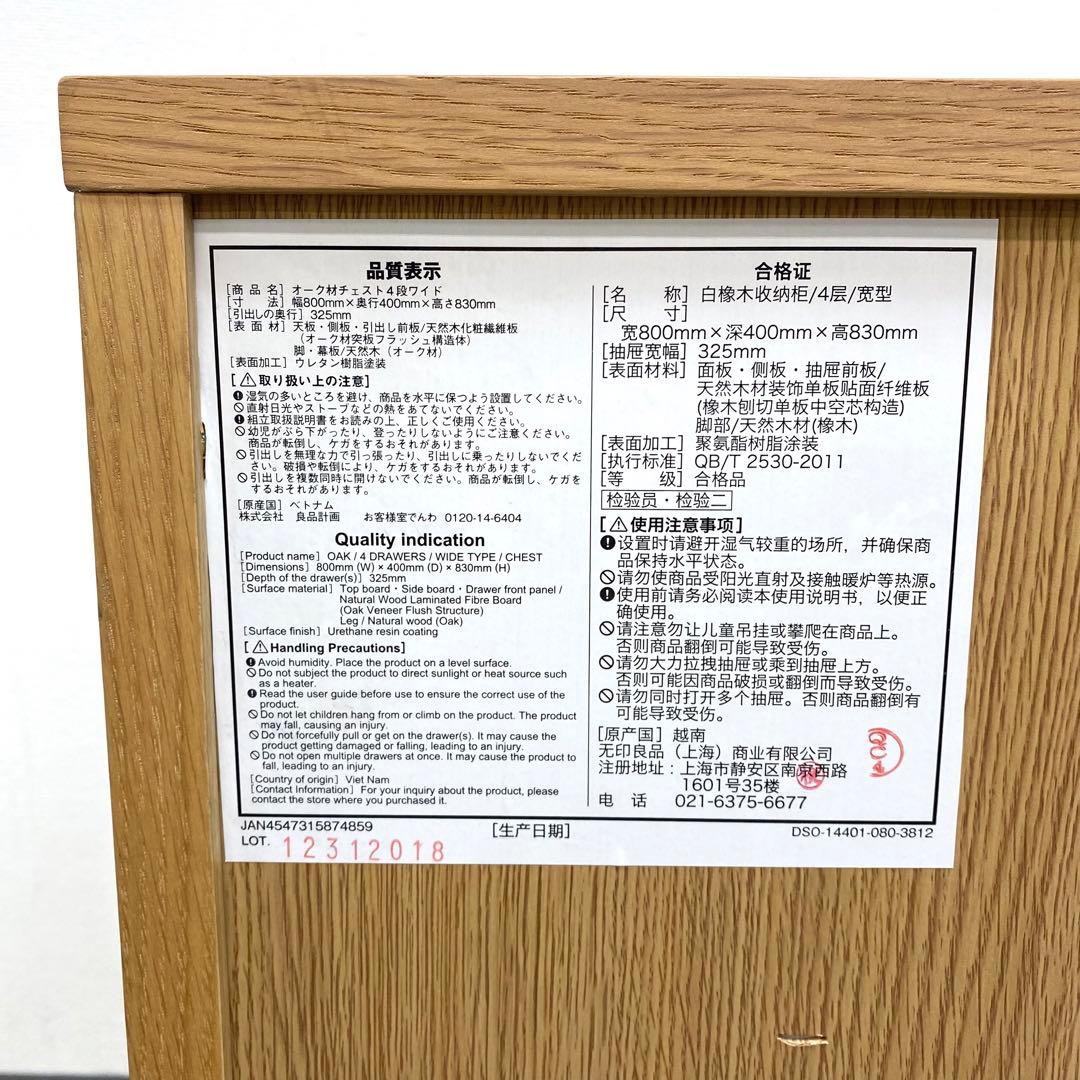 品質表示
[商品名] オーク材チェスト4段ワイド
[寸　法] 幅800mm×奥行400mm×高さ830mm
[引出しの奥行] 325mm
[表面材] 天板・側板・引出し前板/天然木化粧繊維板
(オーク材突板フラッシュ構造体)
脚・幕板/天然木(オーク材)
[表面加工] ウレタン樹脂塗装
[⚠取り扱い上の注意]
湿気の多いところを避け、商品を水平に保つよう設置してください。
直射日光やストーブなどの熱をあてないでください。
組立取扱説明書をお読みの上、正しくご使用ください。
幼児がぶら下がったり、登ったりしないようにご注意ください。
商品が転倒し、ケガをするおそれがあります。
引出しを無理な力で引っ張ったり、引出しに乗ったりしないでくだ
さい。破損や転倒により、ケガをするおそれがあります。
引出しを複数同時に開けないでください。商品が転倒し、ケガを
するおそれがあります。
[原産国] ベトナム
株式会社　良品計画　お客様室でんわ　0120-14-6404
Quality indication
[Product name] OAK / 4 DRAWERS / WIDE TYPE / CHEST
[Dimensions] 800mm (W) × 400mm (D) × 830mm (H)
[Depth of the drawer(s)] 325mm
[Surface material] Top board・Side board・Drawer front panel /
Natural Wood Laminated Fibre Board
(Oak Veneer Flush Structure)
Leg / Natural wood (Oak)
[Surface finish] Urethane resin coating
[⚠Handling Precautions]
Avoid humidity. Place the product on a level surface.
Do not subject the product to direct sunlight or heat source such
as a heater.
Read the user guide before use to ensure the correct use of the
product.
Do not let children hang from or climb on the product. The product
may fall, causing an injury.
Do not forcefully pull or get on the drawer(s). It may cause the
product getting damaged or falling, leading to an injury.
Do not open multiple drawers at once. It may cause the product to
fall, leading to an injury.
[Country of origin] Viet Nam
[Contact Information] For your inquiry about the product, please
contact the store where you purchased it.
合格证
[名　称] 白橡木收纳柜/4层/宽型
[尺　寸]
宽800mm×深400mm×高830mm
[抽屉宽幅] 325mm
[表面材料] 面板・侧板・抽屉前板/
天然木材装饰单板贴面纤维板
(橡木刨切单板中空芯构造)
脚部/天然木材(橡木)
[表面加工] 聚氨酯树脂涂装
[执行标准] QB/T 2530-2011
[等　级] 合格品
检验员・检验二
[⚠使用注意事项]
设置时请避开湿气较重的场所，并确保商
品保持水平状态。
请勿使商品受阳光直射及接触暖炉等热源。
使用前请务必阅读本使用说明书，以便正
确使用。
请注意勿让儿童吊挂或攀爬在商品上。
否则商品翻倒可能导致受伤。
请勿大力拉拽抽屉或乘到抽屉上方。
否则可能因商品破损或翻倒而导致受伤。
请勿同时打开多个抽屉。否则商品翻倒有
可能导致受伤。
[原产国] 越南
无印良品（上海）商业有限公司
注册地址：上海市静安区南京西路
1601号35楼
电　话　021-6375-6677
JAN4547315874859
[生产日期]
DSO-14401-080-3812
LOT. 12312018